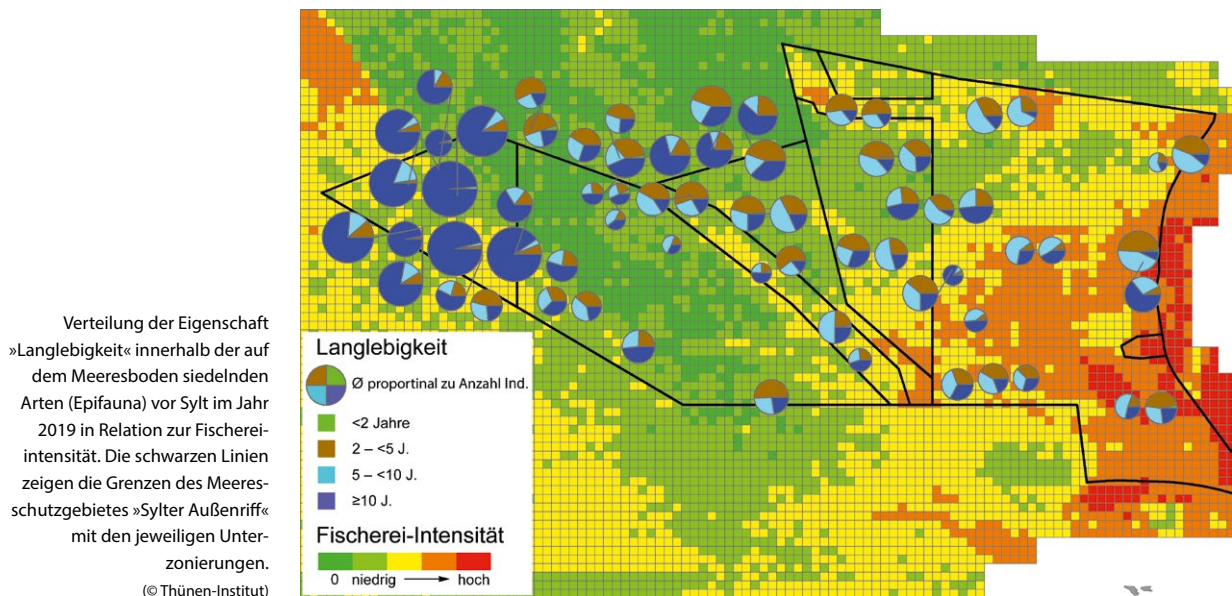 Verteilung der Eigenschaft
»Langlebigkeit« innerhalb der auf
dem Meeresboden siedelnden
Arten (Epifauna) vor Sylt im Jahr
2019 in Relation zur Fischerei-
intensität. Die schwarzen Linien
zeigen die Grenzen des Meeres-
schutzgebietes »Sylter Außenriff«
mit den jeweiligen Unter-
zonierungen.
(© Thünen-Institut)
Langlebigkeit
Ø proportinal zu Anzahl Ind.
<2 Jahre
2 – <5 J.
5 – <10 J.
≥10 J.
Fischerei-Intensität
0 niedrig → hoch